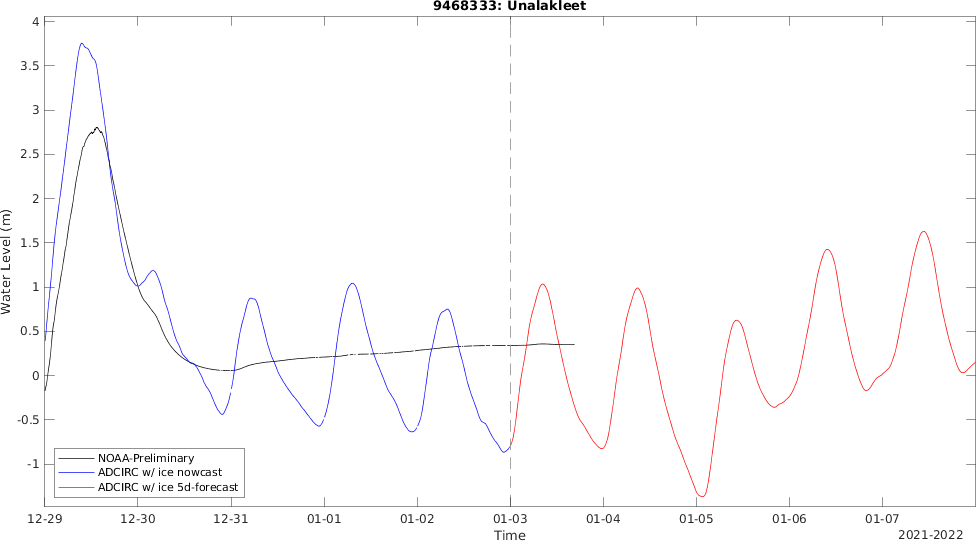 9468333: Unalakleet
4
3.5
3
2.5
2
1.5
1
0.5
0
-0.5
-1
Water Level (m)
NOAA-Preliminary
ADCIRC w/ ice nowcast
ADCIRC w/ ice 5d-forecast
12-29 12-30 12-31 01-01 01-02 01-03 01-04 01-05 01-06 01-07
Time
2021-2022